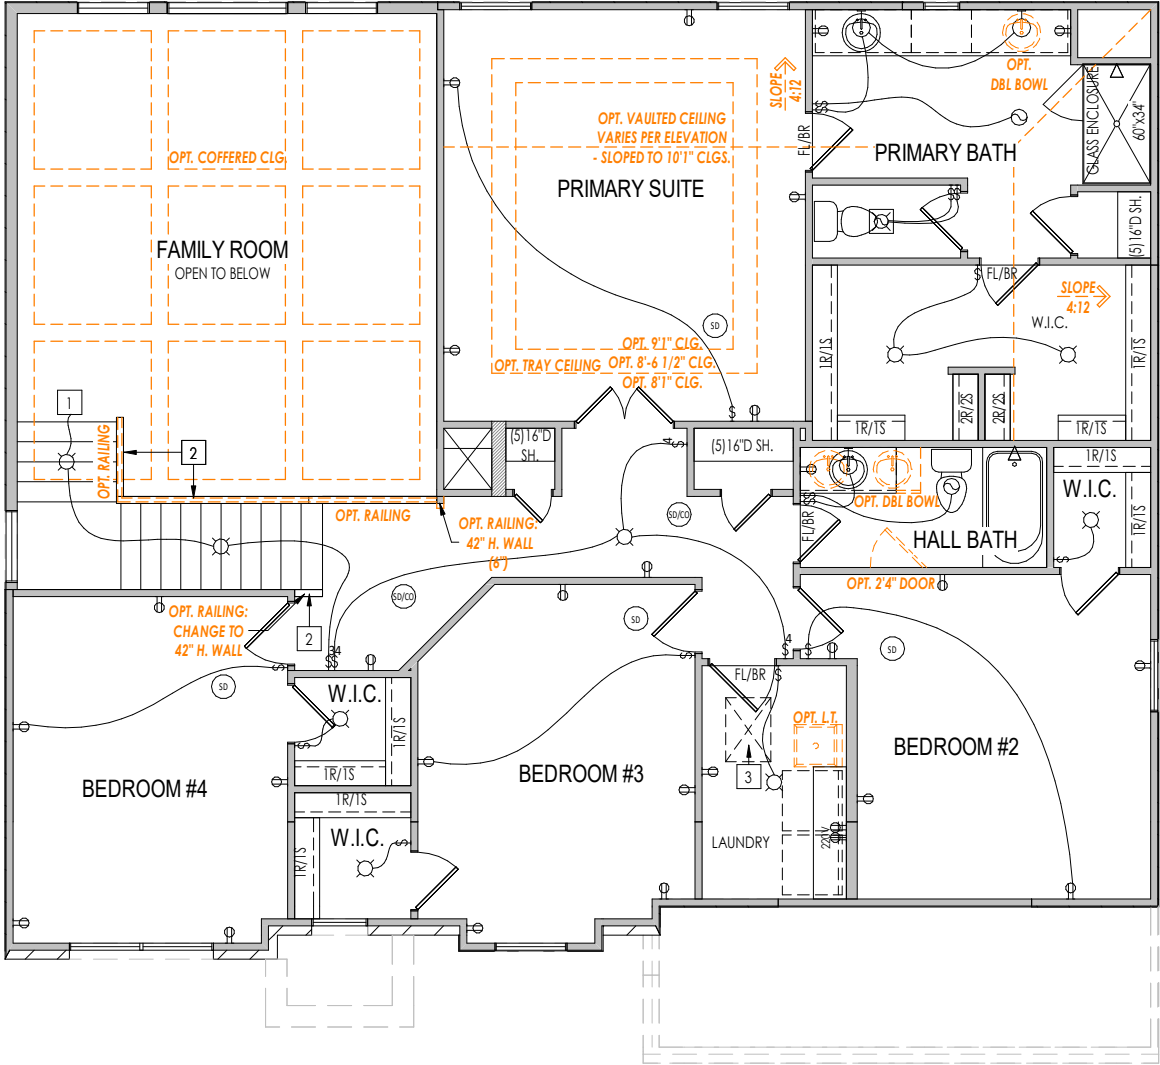 OPT. COFFERED CLG.
FAMILY ROOM
OPEN TO BELOW
OPT. VAULTED CEILING
VARIES PER ELEVATION
- SLOPED TO 10'1" CLGS.
PRIMARY SUITE
SLOPE
4:12
OPT.
DBL BOWL
FL/BR
PRIMARY BATH
GLASS ENCLOSURE
60"x34"
SS
S
S
(5)16"D SH.
S
FL/BR
SLOPE
4:12
W.I.C.
1R/1S
1R/1S
2R/2S
2R/2S
1R/1S
1R/1S
SD
OPT. 9'1" CLG.
OPT. TRAY CEILING
OPT. 8'-6 1/2" CLG.
OPT. 8'1" CLG.
S
1
2
OPT. RAILING
OPT. RAILING
OPT. RAILING:
42" H. WALL
(6")
(5)16"D
SH.
4
S
(5)16"D SH.
SD/CO
SS
OPT. DBL BOWL
FL/BR
HALL BATH
OPT. 2'4" DOOR
1R/1S
W.I.C.
1R/1S
S
SD/CO
OPT. RAILING:
CHANGE TO
42" H. WALL
2
34
SS
S
SD
SD
S
4
S
S
SD
W.I.C.
S
1R/1S
1R/1S
BEDROOM #4
1R/1S
W.I.C.
1R/1S
S
BEDROOM #3
FL/BR
S
OPT. L.T.
3
LAUNDRY
220V
BEDROOM #2